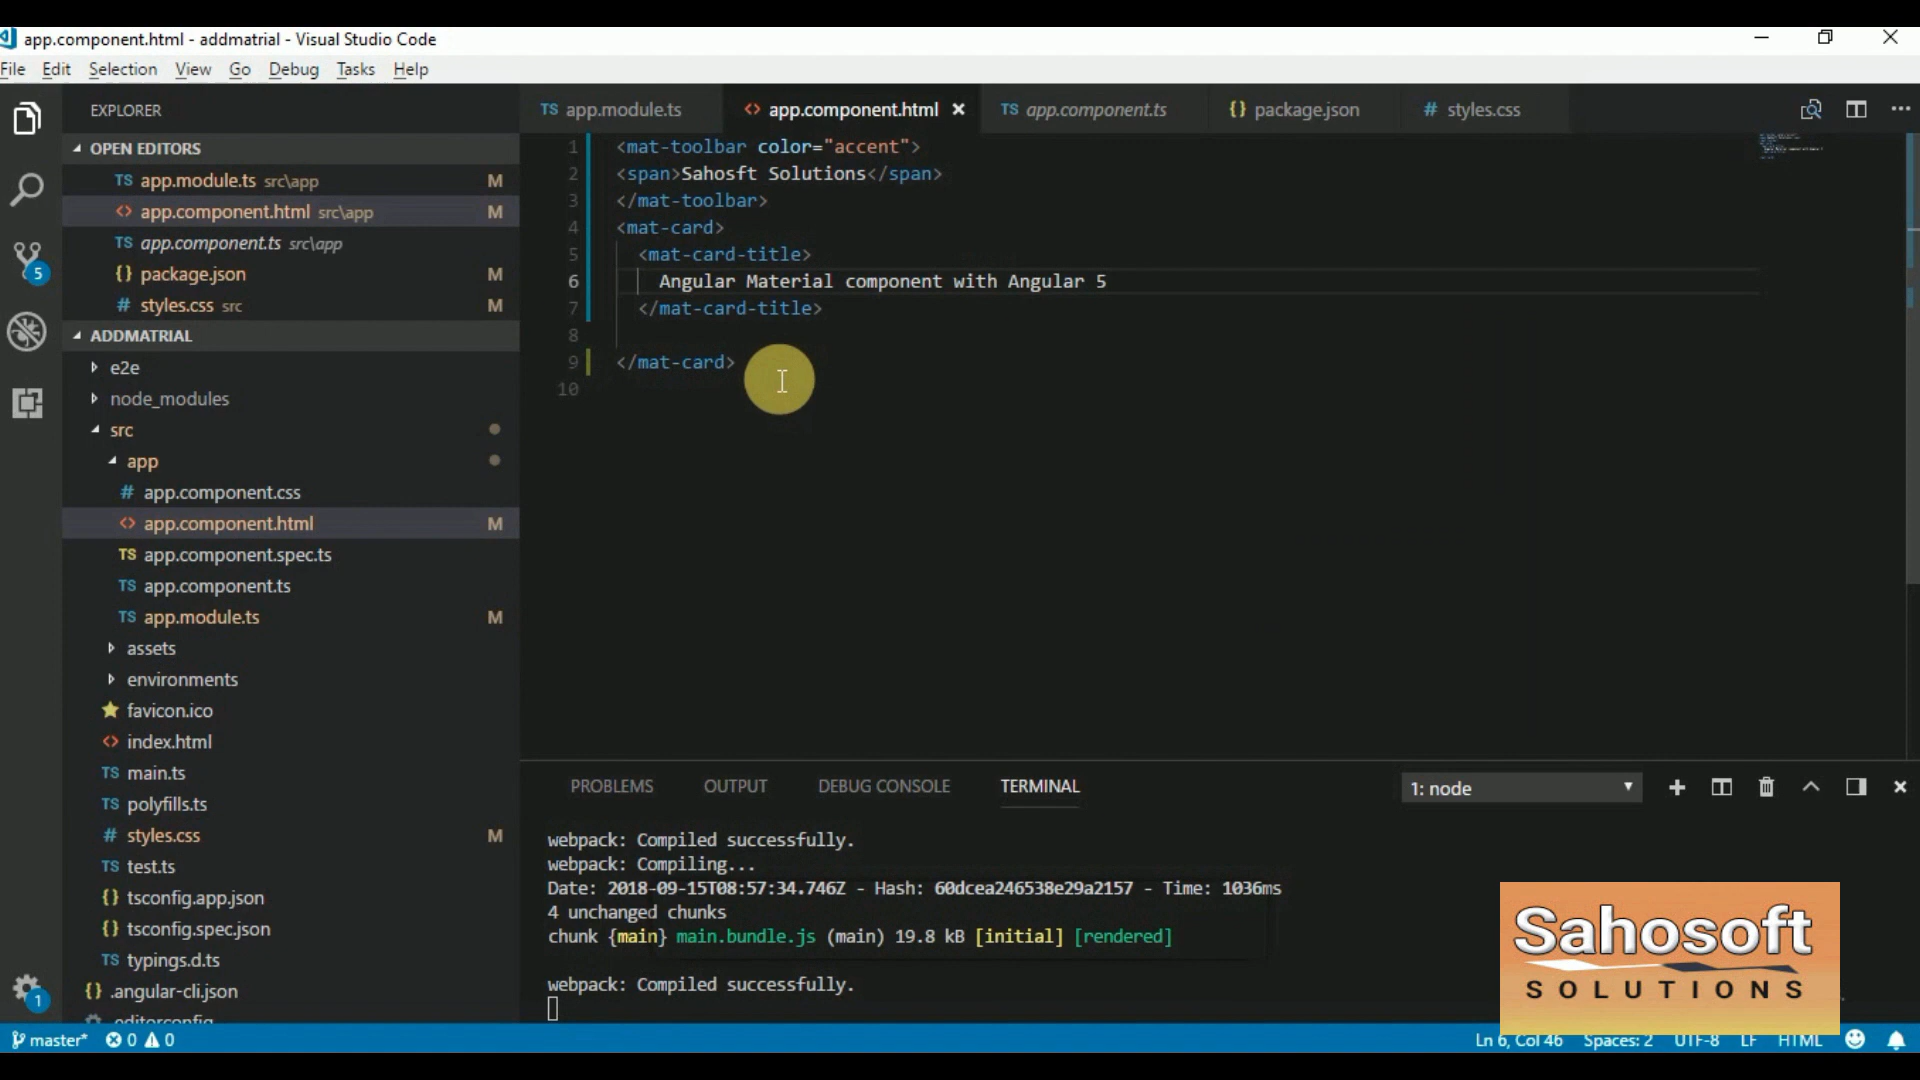 app.component.html - addmatrial - Visual Studio Code
File Edit Selection View Go Debug Tasks Help
EXPLORER
TS app.module.ts <> app.component.html × TS app.component.ts {} package.json # styles.css ...
OPEN EDITORS
TS app.module.ts src\app M
<> app.component.html src\app M
TS app.component.ts src\app
{} package.json M
# styles.css src M
5
ADDMATRIAL
e2e
node_modules
src
app
# app.component.css
<> app.component.html M
TS app.component.spec.ts
TS app.component.ts
TS app.module.ts M
assets
environments
favicon.ico
<> index.html
TS main.ts
TS polyfills.ts
# styles.css M
TS test.ts
{} tsconfig.app.json
{} tsconfig.spec.json
TS typings.d.ts
{} .angular-cli.json
.editorconfig
1
1 <mat-toolbar color="accent">
2 <span>Sahosft Solutions</span>
3 </mat-toolbar>
4 <mat-card>
5 <mat-card-title>
6 Angular Material component with Angular 5
7 </mat-card-title>
8
9 </mat-card>
10
PROBLEMS OUTPUT DEBUG CONSOLE TERMINAL 1: node
webpack: Compiled successfully.
webpack: Compiling...
Date: 2018-09-15T08:57:34.746Z - Hash: 60dcea246538e29a2157 - Time: 1036ms
4 unchanged chunks
chunk {main} main.bundle.js (main) 19.8 kB [initial] [rendered]
webpack: Compiled successfully.
Sahosoft
SOLUTIONS
master* 0 0 Ln 6, Col 46 Spaces: 2 UTF-8 LF HTML